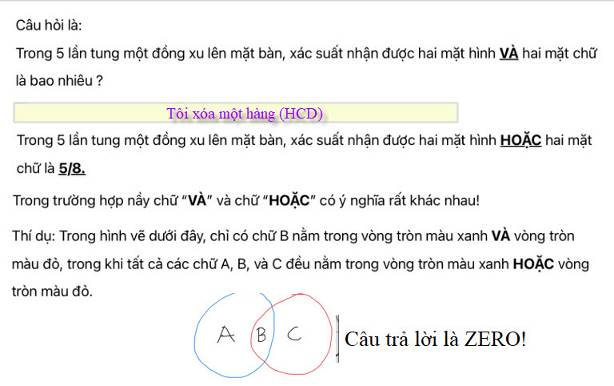 Câu hỏi là:
Trong 5 lần tung một đồng xu lên mặt bàn, xác suất nhận được hai mặt hình VÀ hai mặt chữ
là bao nhiêu ?
Tôi xóa một hàng (HCD)
Trong 5 lần tung một đồng xu lên mặt bàn, xác suất nhận được hai mặt hình HOẶC hai mặt
chữ là 5/8.
Trong trường hợp nầy chữ “VÀ” và chữ “HOẶC” có ý nghĩa rất khác nhau!
Thí dụ: Trong hình vẽ dưới đây, chỉ có chữ B nằm trong vòng tròn màu xanh VÀ vòng tròn
màu đỏ, trong khi tất cả các chữ A, B, và C đều nằm trong vòng tròn màu xanh HOẶC vòng
tròn màu đỏ.
A B C Câu trả lời là ZERO!